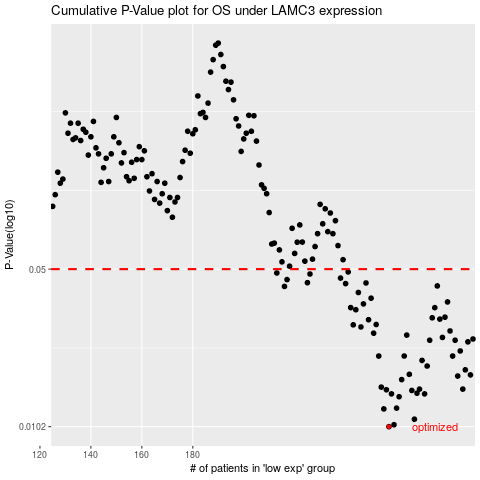 Cumulative P-Value plot for OS under LAMC3 expression
P-Value(log10)
0.05
0.0102
optimized
120 140 160 180
# of patients in 'low exp' group